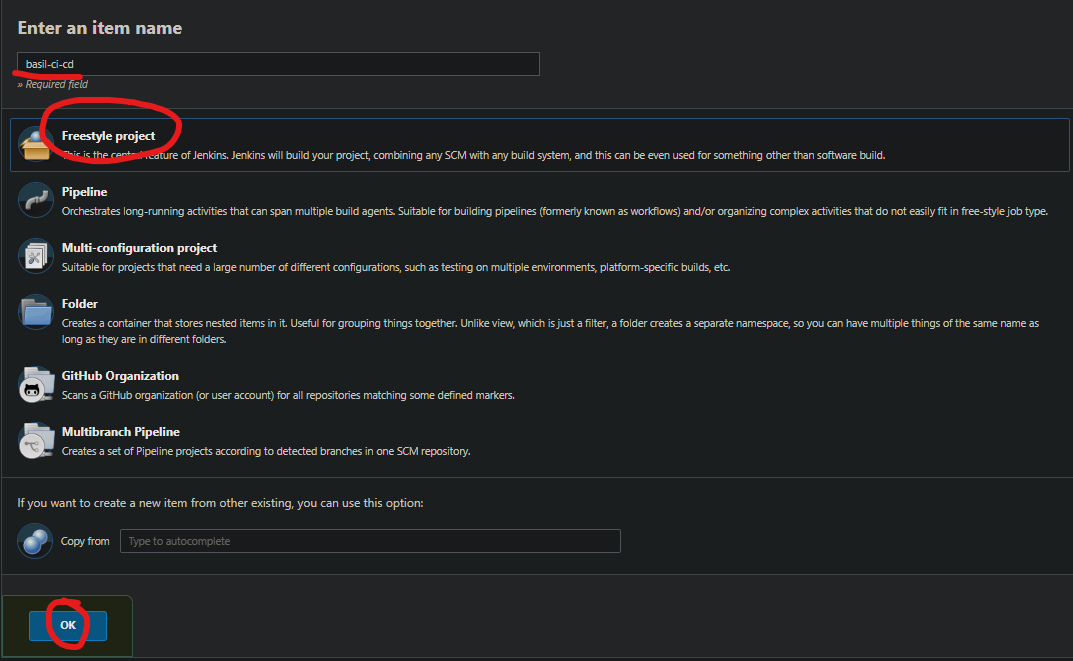 Enter an item name
basil-ci-cd
» Required field
Freestyle project
This is the central feature of Jenkins. Jenkins will build your project, combining any SCM with any build system, and this can be even used for something other than software build.
Pipeline
Orchestrates long-running activities that can span multiple build agents. Suitable for building pipelines (formerly known as workflows) and/or organizing complex activities that do not easily fit in free-style job type.
Multi-configuration project
Suitable for projects that need a large number of different configurations, such as testing on multiple environments, platform-specific builds, etc.
Folder
Creates a container that stores nested items in it. Useful for grouping things together. Unlike view, which is just a filter, a folder creates a separate namespace, so you can have multiple things of the same name as
long as they are in different folders.
GitHub Organization
Scans a GitHub organization (or user account) for all repositories matching some defined markers.
Multibranch Pipeline
Creates a set of Pipeline projects according to detected branches in one SCM repository.
If you want to create a new item from other existing, you can use this option:
Copy from
Type to autocomplete
OK